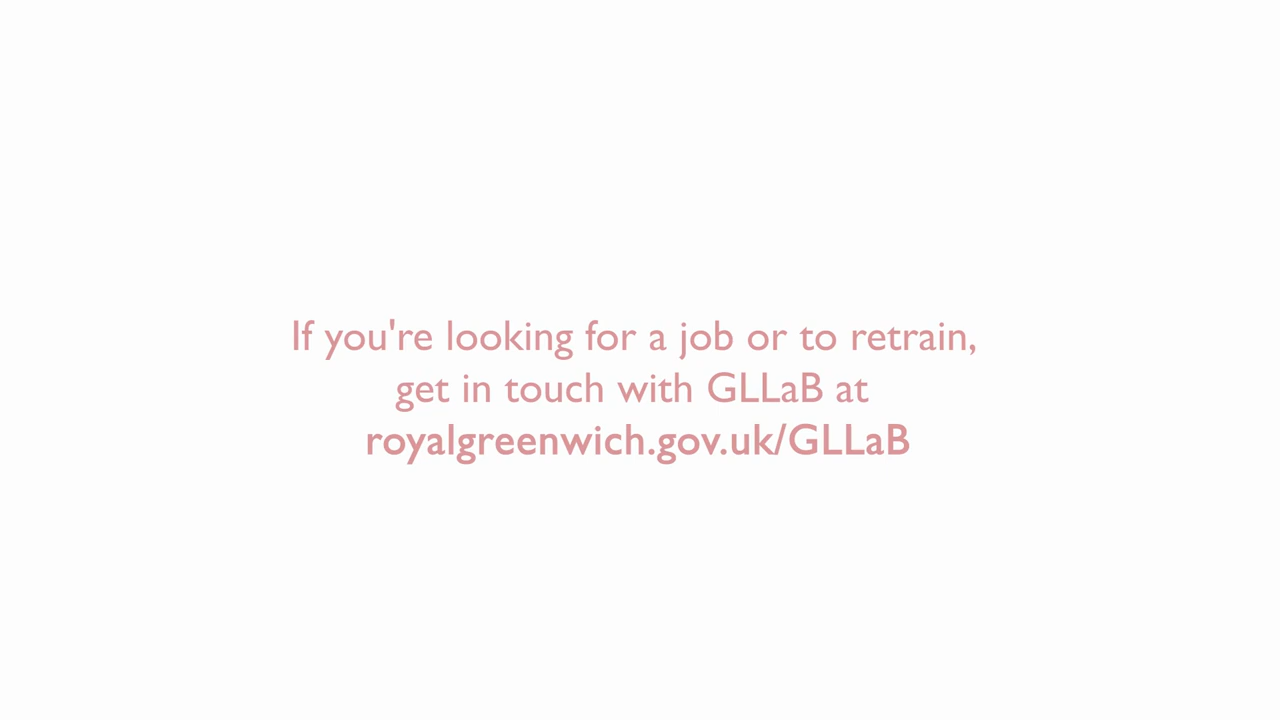 If you're looking for a job or to retrain,
get in touch with GLLaB at
royalgreenwich.gov.uk/GLLaB